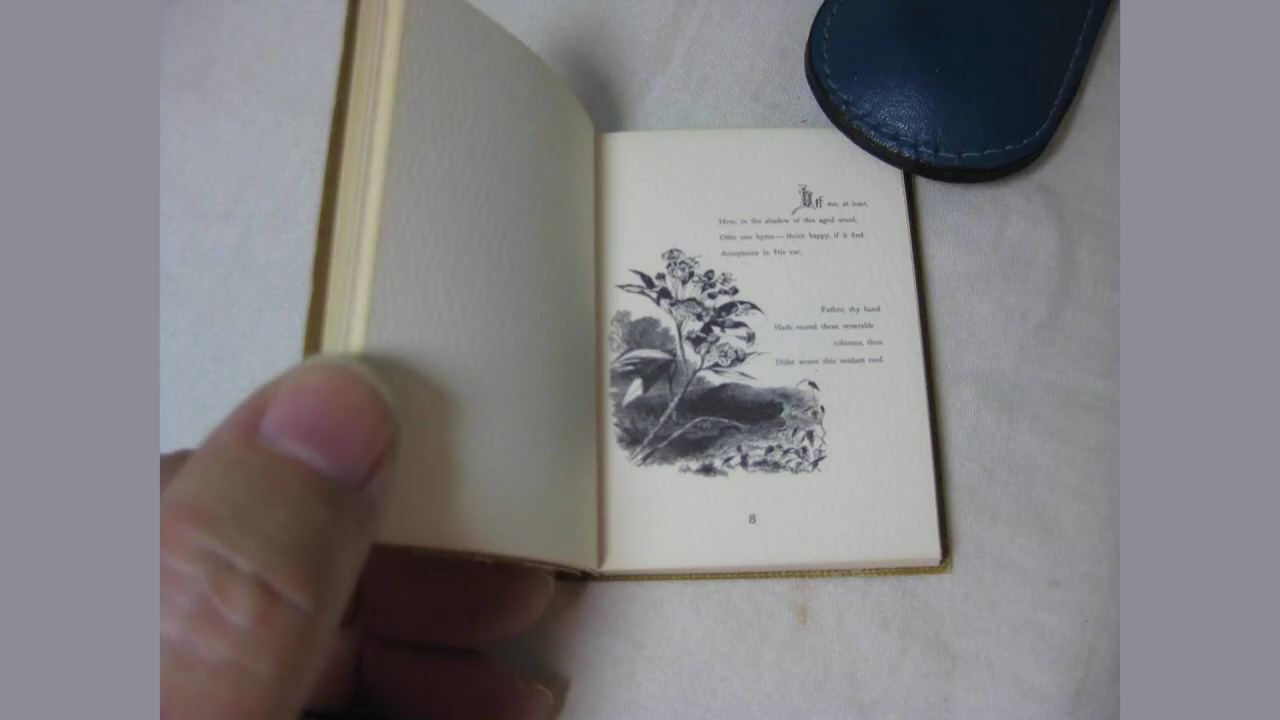 Let me, at least,
Here, in the shadow of this aged wood,
Offer one hymn — thrice happy, if it find
Acceptance in His ear.
Father, thy hand
Hath reared these venerable
columns, thou
Didst weave this verdant roof.
8